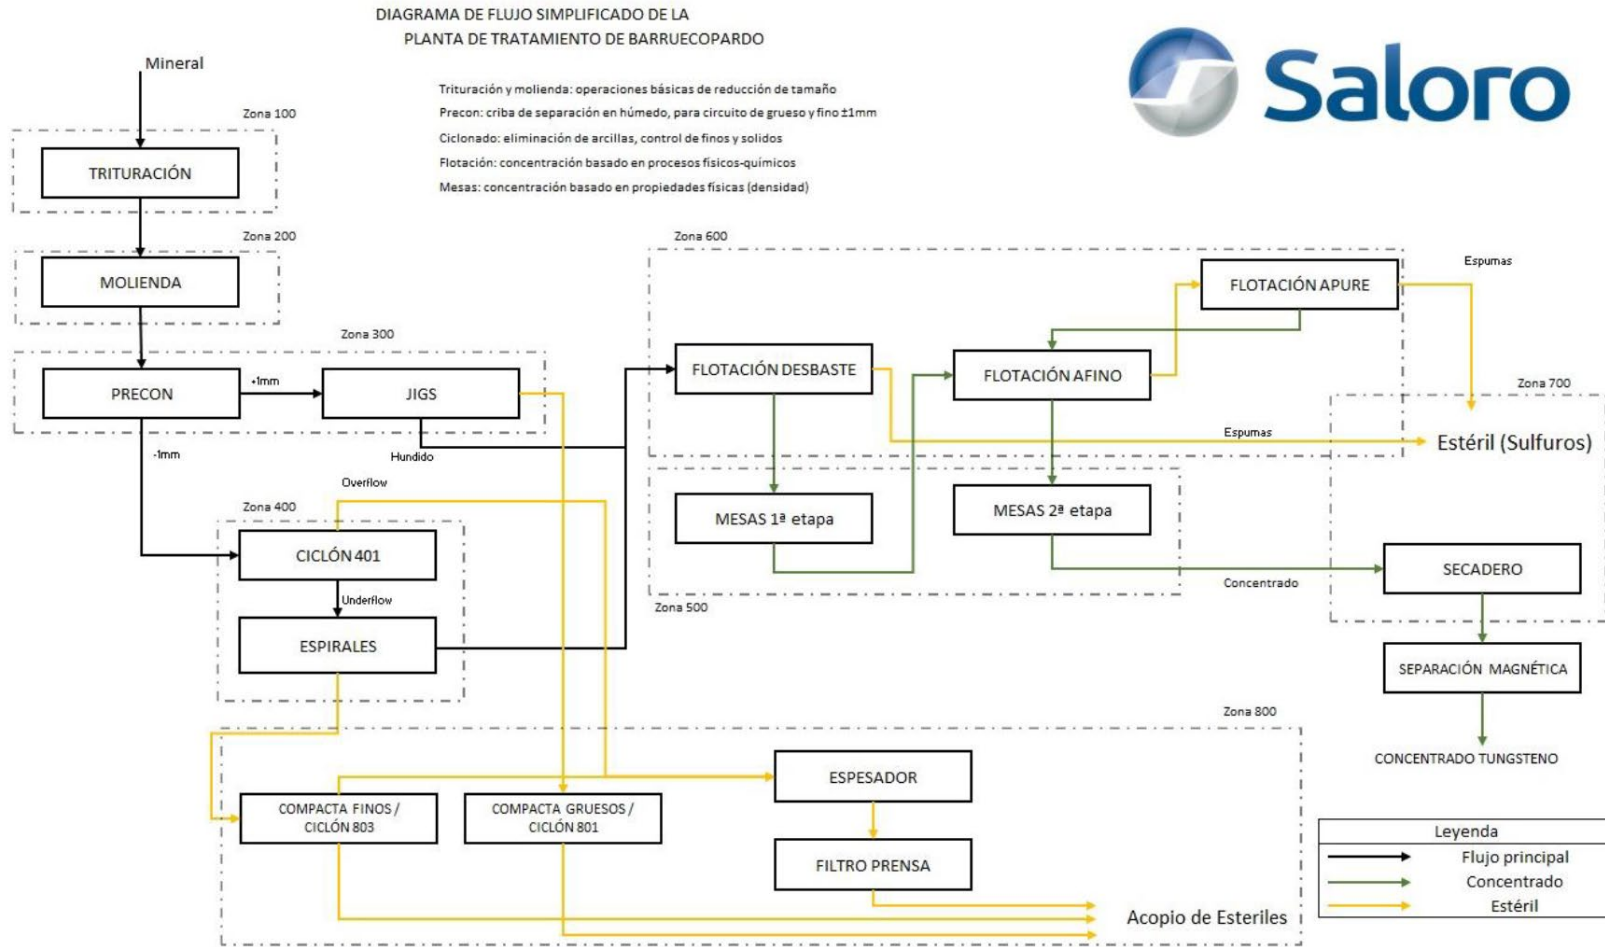 DIAGRAMA DE FLUJO SIMPLIFICADO DE LA
PLANTA DE TRATAMIENTO DE BARRUECOPARDO
Saloro
Trituración y molienda: operaciones básicas de reducción de tamaño
Precon: criba de separación en húmedo, para circuito de grueso y fino ±1mm
Ciclonado: eliminación de arcillas, control de finos y solidos
Flotación: concentración basado en procesos físicos-químicos
Mesas: concentración basado en propiedades físicas (densidad)
Mineral
Zona 100
TRITURACIÓN
Zona 200
MOLIENDA
Zona 300
PRECON
+1mm
JIGS
-1mm
Hundido
Overflow
Zona 400
CICLÓN 401
Underflow
ESPIRALES
Zona 600
FLOTACIÓN APURE
Espumas
FLOTACIÓN DESBASTE
FLOTACIÓN AFINO
Espumas
Zona 700
Estéril (Sulfuros)
MESAS 1ª etapa
MESAS 2ª etapa
Zona 500
Concentrado
SECADERO
SEPARACIÓN MAGNÉTICA
CONCENTRADO TUNGSTENO
Zona 800
ESPESADOR
COMPACTA FINOS /
CICLÓN 803
COMPACTA GRUESOS /
CICLÓN 801
FILTRO PRENSA
Acopio de Esteriles
Leyenda
Flujo principal
Concentrado
Estéril